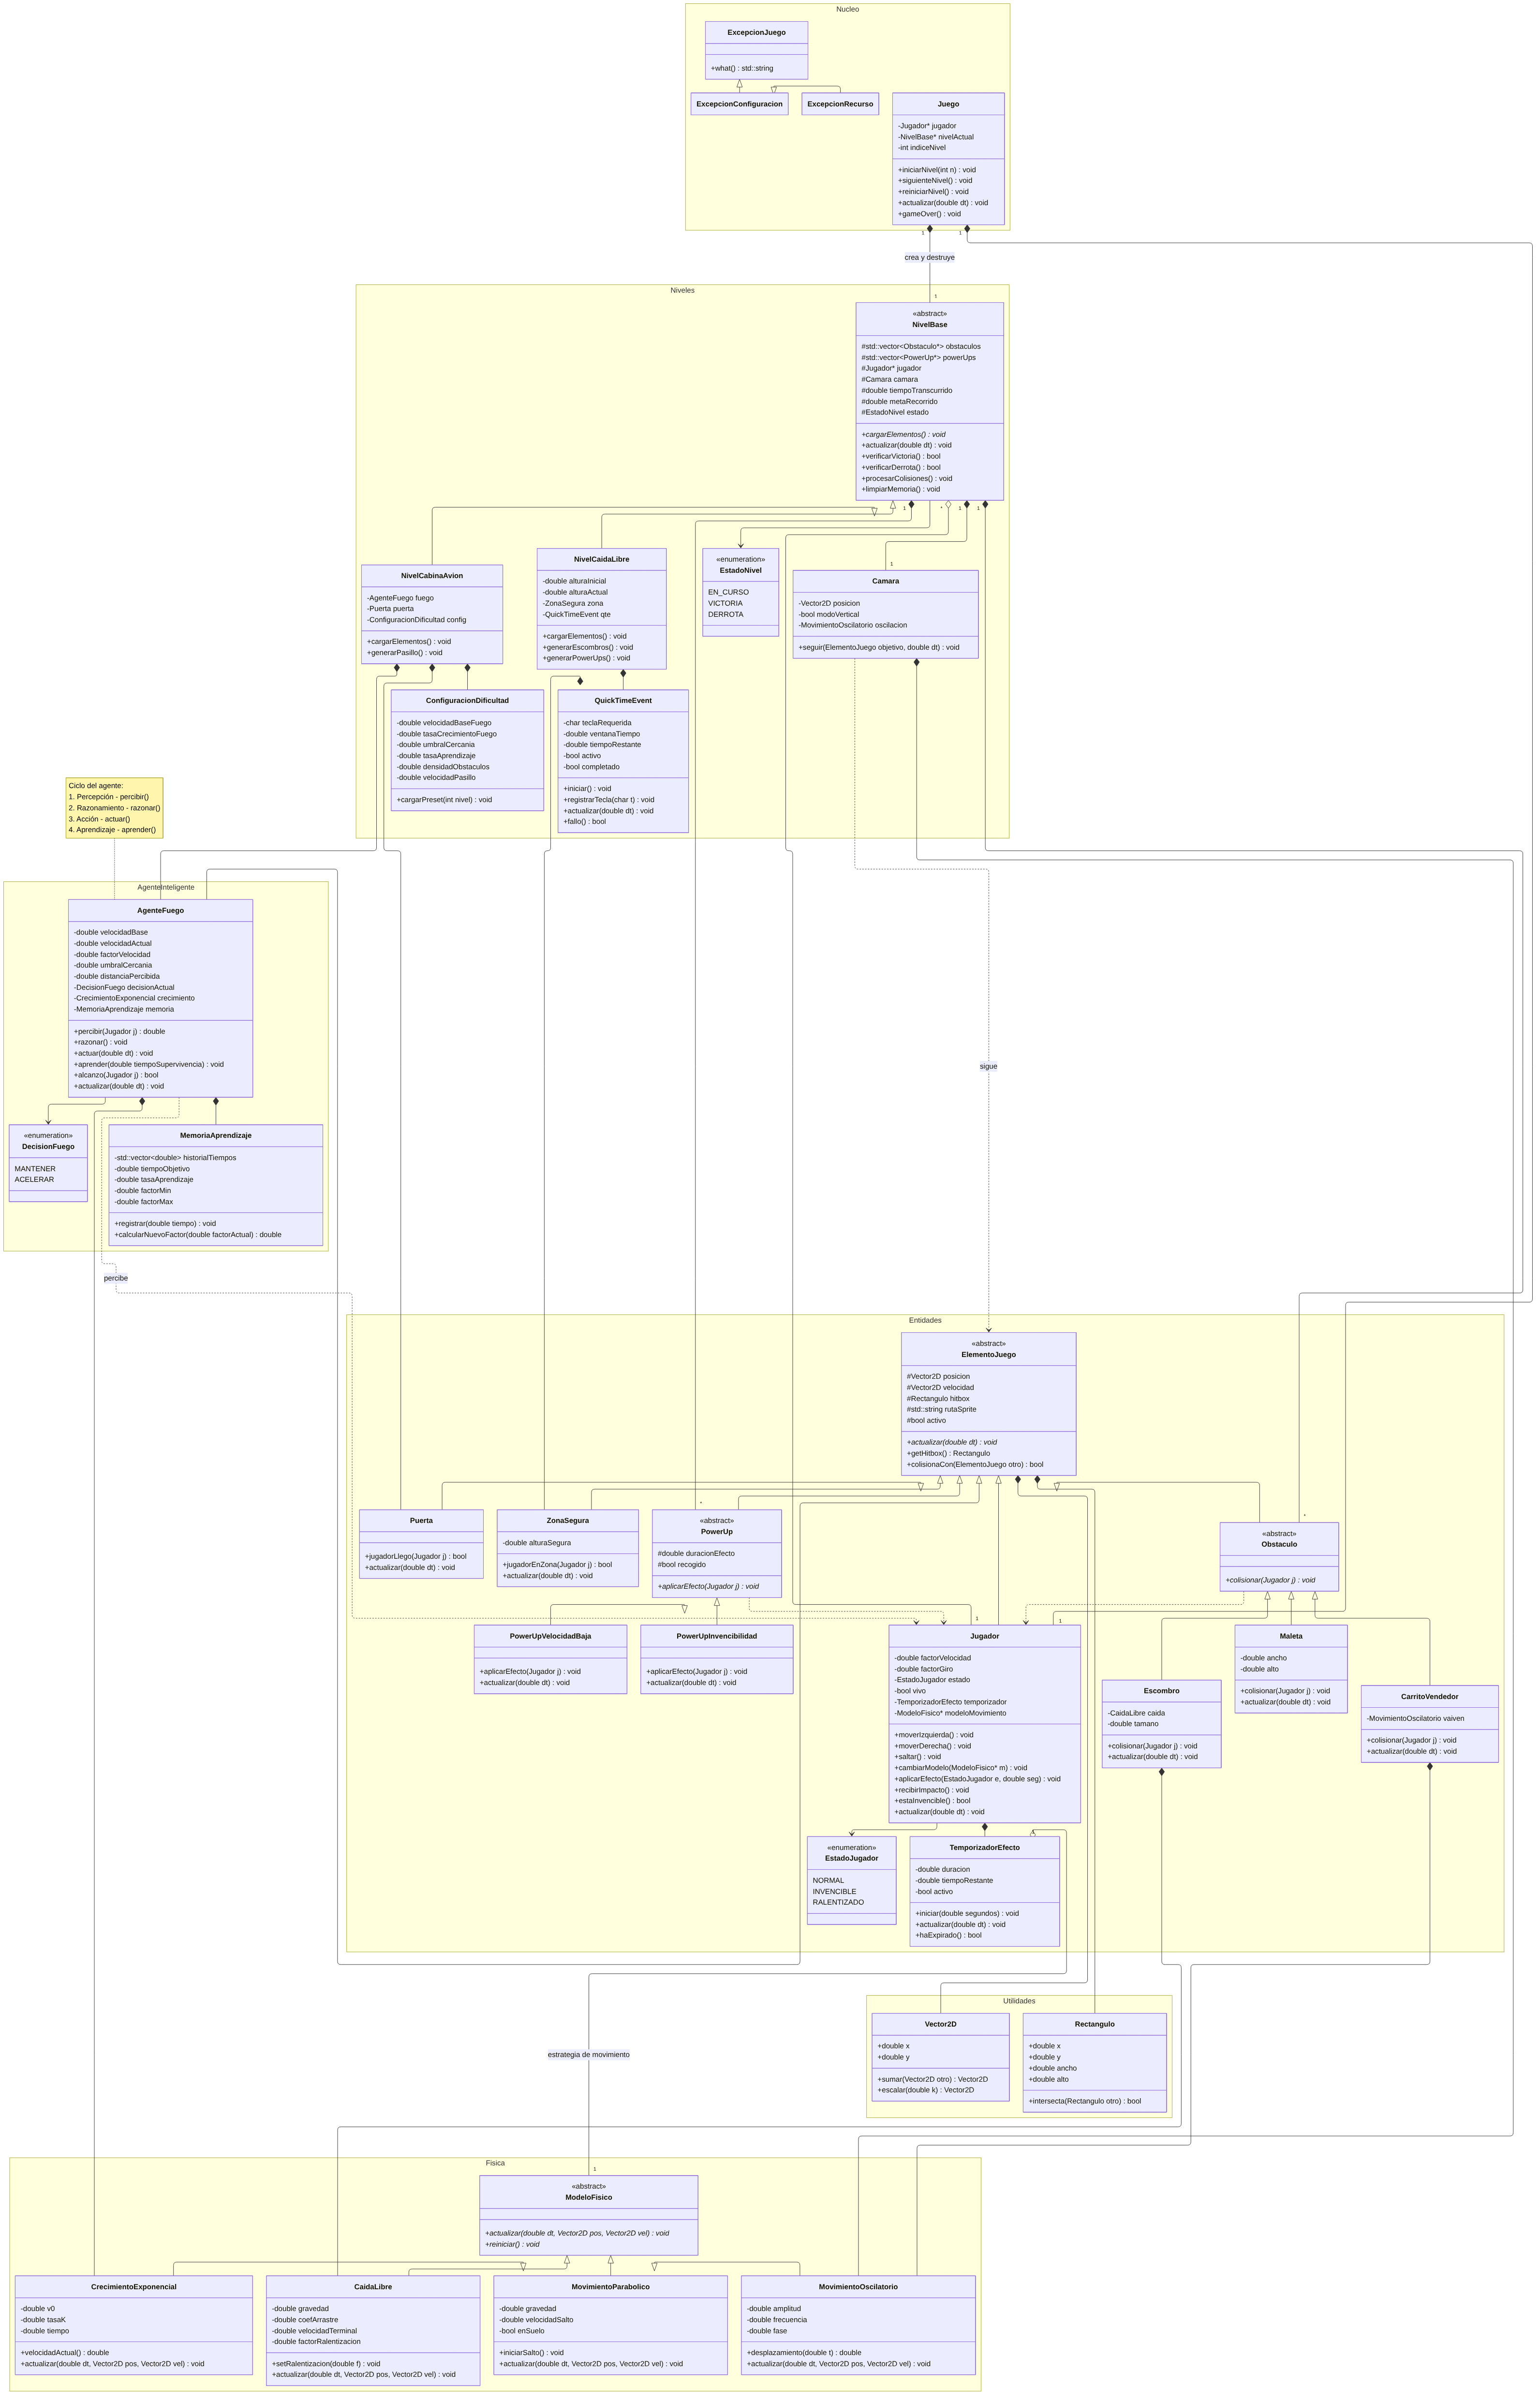 Nucleo
ExcepcionJuego
+what() : std::string
ExcepcionConfiguracion
ExcepcionRecurso
Juego
-Jugador* jugador
-NivelBase* nivelActual
-int indiceNivel
+iniciarNivel(int n) : void
+siguienteNivel() : void
+reiniciarNivel() : void
+actualizar(double dt) : void
+gameOver() : void
1
1
crea y destruye
Niveles
1
«abstract»
NivelBase
#std::vector<Obstaculo*> obstaculos
#std::vector<PowerUp*> powerUps
#Jugador* jugador
#Camara camara
#double tiempoTranscurrido
#double metaRecorrido
#EstadoNivel estado
+cargarElementos() : void
+actualizar(double dt) : void
+verificarVictoria() : bool
+verificarDerrota() : bool
+procesarColisiones() : void
+limpiarMemoria() : void
1
*
1
1
NivelCabinaAvion
-AgenteFuego fuego
-Puerta puerta
-ConfiguracionDificultad config
+cargarElementos() : void
+generarPasillo() : void
NivelCaidaLibre
-double alturaInicial
-double alturaActual
-ZonaSegura zona
-QuickTimeEvent qte
+cargarElementos() : void
+generarEscombros() : void
+generarPowerUps() : void
«enumeration»
EstadoNivel
EN_CURSO
VICTORIA
DERROTA
1
Camara
-Vector2D posicion
-bool modoVertical
-MovimientoOscilatorio oscilacion
+seguir(ElementoJuego objetivo, double dt) : void
ConfiguracionDificultad
-double velocidadBaseFuego
-double tasaCrecimientoFuego
-double umbralCercania
-double tasaAprendizaje
-double densidadObstaculos
-double velocidadPasillo
+cargarPreset(int nivel) : void
QuickTimeEvent
-char teclaRequerida
-double ventanaTiempo
-double tiempoRestante
-bool activo
-bool completado
+iniciar() : void
+registrarTecla(char t) : void
+actualizar(double dt) : void
+fallo() : bool
Ciclo del agente:
1. Percepción - percibir()
2. Razonamiento - razonar()
3. Acción - actuar()
4. Aprendizaje - aprender()
AgenteInteligente
AgenteFuego
-double velocidadBase
-double velocidadActual
-double factorVelocidad
-double umbralCercania
-double distanciaPercibida
-DecisionFuego decisionActual
-CrecimientoExponencial crecimiento
-MemoriaAprendizaje memoria
+percibir(Jugador j) : double
+razonar() : void
+actuar(double dt) : void
+aprender(double tiempoSupervivencia) : void
+alcanzo(Jugador j) : bool
+actualizar(double dt) : void
sigue
«enumeration»
DecisionFuego
MANTENER
ACELERAR
MemoriaAprendizaje
-std::vector<double> historialTiempos
-double tiempoObjetivo
-double tasaAprendizaje
-double factorMin
-double factorMax
+registrar(double tiempo) : void
+calcularNuevoFactor(double factorActual) : double
percibe
Entidades
«abstract»
ElementoJuego
#Vector2D posicion
#Vector2D velocidad
#Rectangulo hitbox
#std::string rutaSprite
#bool activo
+actualizar(double dt) : void
+getHitbox() : Rectangulo
+colisionaCon(ElementoJuego otro) : bool
Puerta
+jugadorLlego(Jugador j) : bool
+actualizar(double dt) : void
ZonaSegura
-double alturaSegura
+jugadorEnZona(Jugador j) : bool
+actualizar(double dt) : void
*
«abstract»
PowerUp
#double duracionEfecto
#bool recogido
+aplicarEfecto(Jugador j) : void
*
«abstract»
Obstaculo
+colisionar(Jugador j) : void
PowerUpVelocidadBaja
+aplicarEfecto(Jugador j) : void
+actualizar(double dt) : void
PowerUpInvencibilidad
+aplicarEfecto(Jugador j) : void
+actualizar(double dt) : void
1
1
Jugador
-double factorVelocidad
-double factorGiro
-EstadoJugador estado
-bool vivo
-TemporizadorEfecto temporizador
-ModeloFisico* modeloMovimiento
+moverIzquierda() : void
+moverDerecha() : void
+saltar() : void
+cambiarModelo(ModeloFisico* m) : void
+aplicarEfecto(EstadoJugador e, double seg) : void
+recibirImpacto() : void
+estaInvencible() : bool
+actualizar(double dt) : void
Escombro
-CaidaLibre caida
-double tamano
+colisionar(Jugador j) : void
+actualizar(double dt) : void
Maleta
-double ancho
-double alto
+colisionar(Jugador j) : void
+actualizar(double dt) : void
CarritoVendedor
-MovimientoOscilatorio vaiven
+colisionar(Jugador j) : void
+actualizar(double dt) : void
«enumeration»
EstadoJugador
NORMAL
INVENCIBLE
RALENTIZADO
TemporizadorEfecto
-double duracion
-double tiempoRestante
-bool activo
+iniciar(double segundos) : void
+actualizar(double dt) : void
+haExpirado() : bool
Utilidades
Vector2D
+double x
+double y
+sumar(Vector2D otro) : Vector2D
+escalar(double k) : Vector2D
Rectangulo
+double x
+double y
+double ancho
+double alto
+intersecta(Rectangulo otro) : bool
estrategia de movimiento
Fisica
1
«abstract»
ModeloFisico
+actualizar(double dt, Vector2D pos, Vector2D vel) : void
+reiniciar() : void
CrecimientoExponencial
-double v0
-double tasaK
-double tiempo
+velocidadActual() : double
+actualizar(double dt, Vector2D pos, Vector2D vel) : void
CaidaLibre
-double gravedad
-double coefArrastre
-double velocidadTerminal
-double factorRalentizacion
+setRalentizacion(double f) : void
+actualizar(double dt, Vector2D pos, Vector2D vel) : void
MovimientoParabolico
-double gravedad
-double velocidadSalto
-bool enSuelo
+iniciarSalto() : void
+actualizar(double dt, Vector2D pos, Vector2D vel) : void
MovimientoOscilatorio
-double amplitud
-double frecuencia
-double fase
+desplazamiento(double t) : double
+actualizar(double dt, Vector2D pos, Vector2D vel) : void